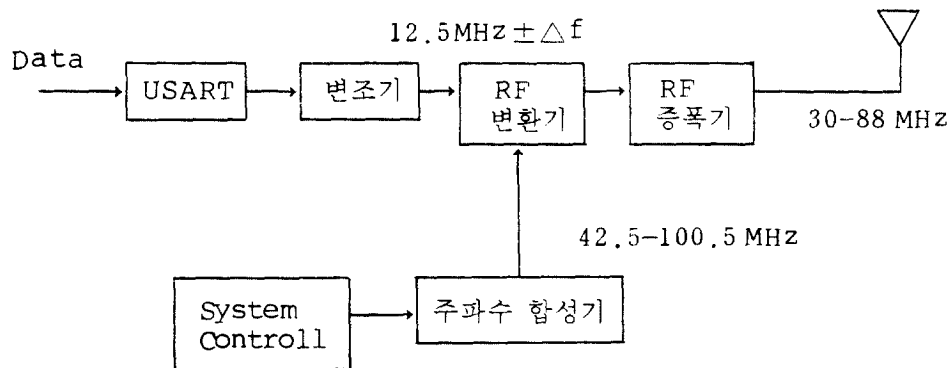 12.5MHz±△f
Data
USART
변조기
RF
변환기
RF
증폭기
30-88 MHz
42.5-100.5 MHz
System
Controll
주파수 합성기